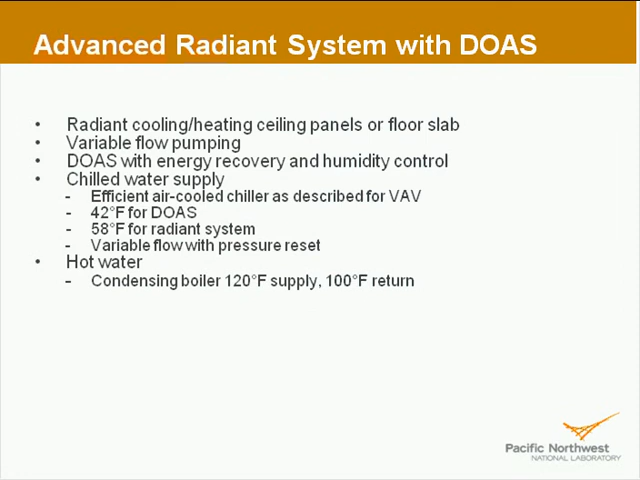 Advanced Radiant System with DOAS
• Radiant cooling/heating ceiling panels or floor slab
• Variable flow pumping
• DOAS with energy recovery and humidity control
• Chilled water supply
- Efficient air-cooled chiller as described for VAV
- 42°F for DOAS
- 58°F for radiant system
- Variable flow with pressure reset
• Hot water
- Condensing boiler 120°F supply, 100°F return
Pacific Northwest
NATIONAL LABORATORY